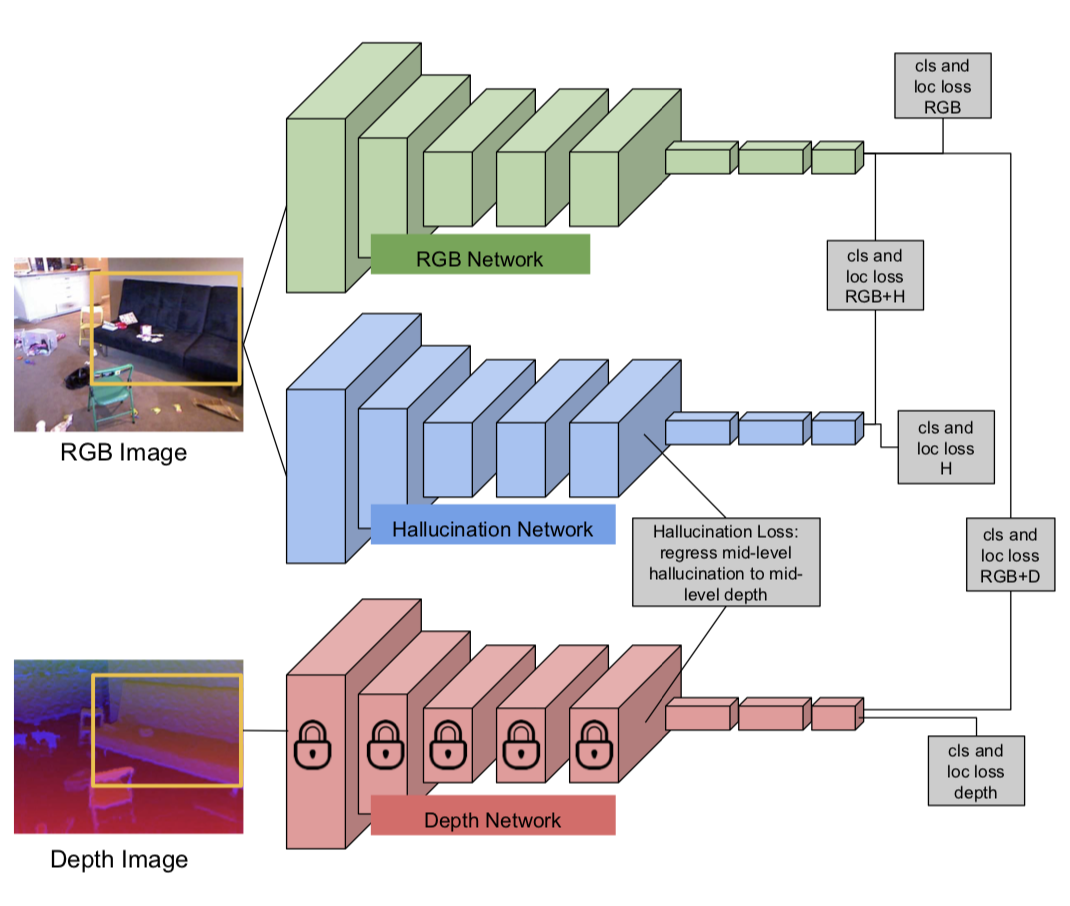 cls and
loc loss
RGB
RGB Network
cls and
loc loss
RGB+H
RGB Image
Hallucination Network
cls and
loc loss
H
Hallucination Loss:
regress mid-level
hallucination to mid-
level depth
cls and
loc loss
RGB+D
Depth Network
cls and
loc loss
depth
Depth Image